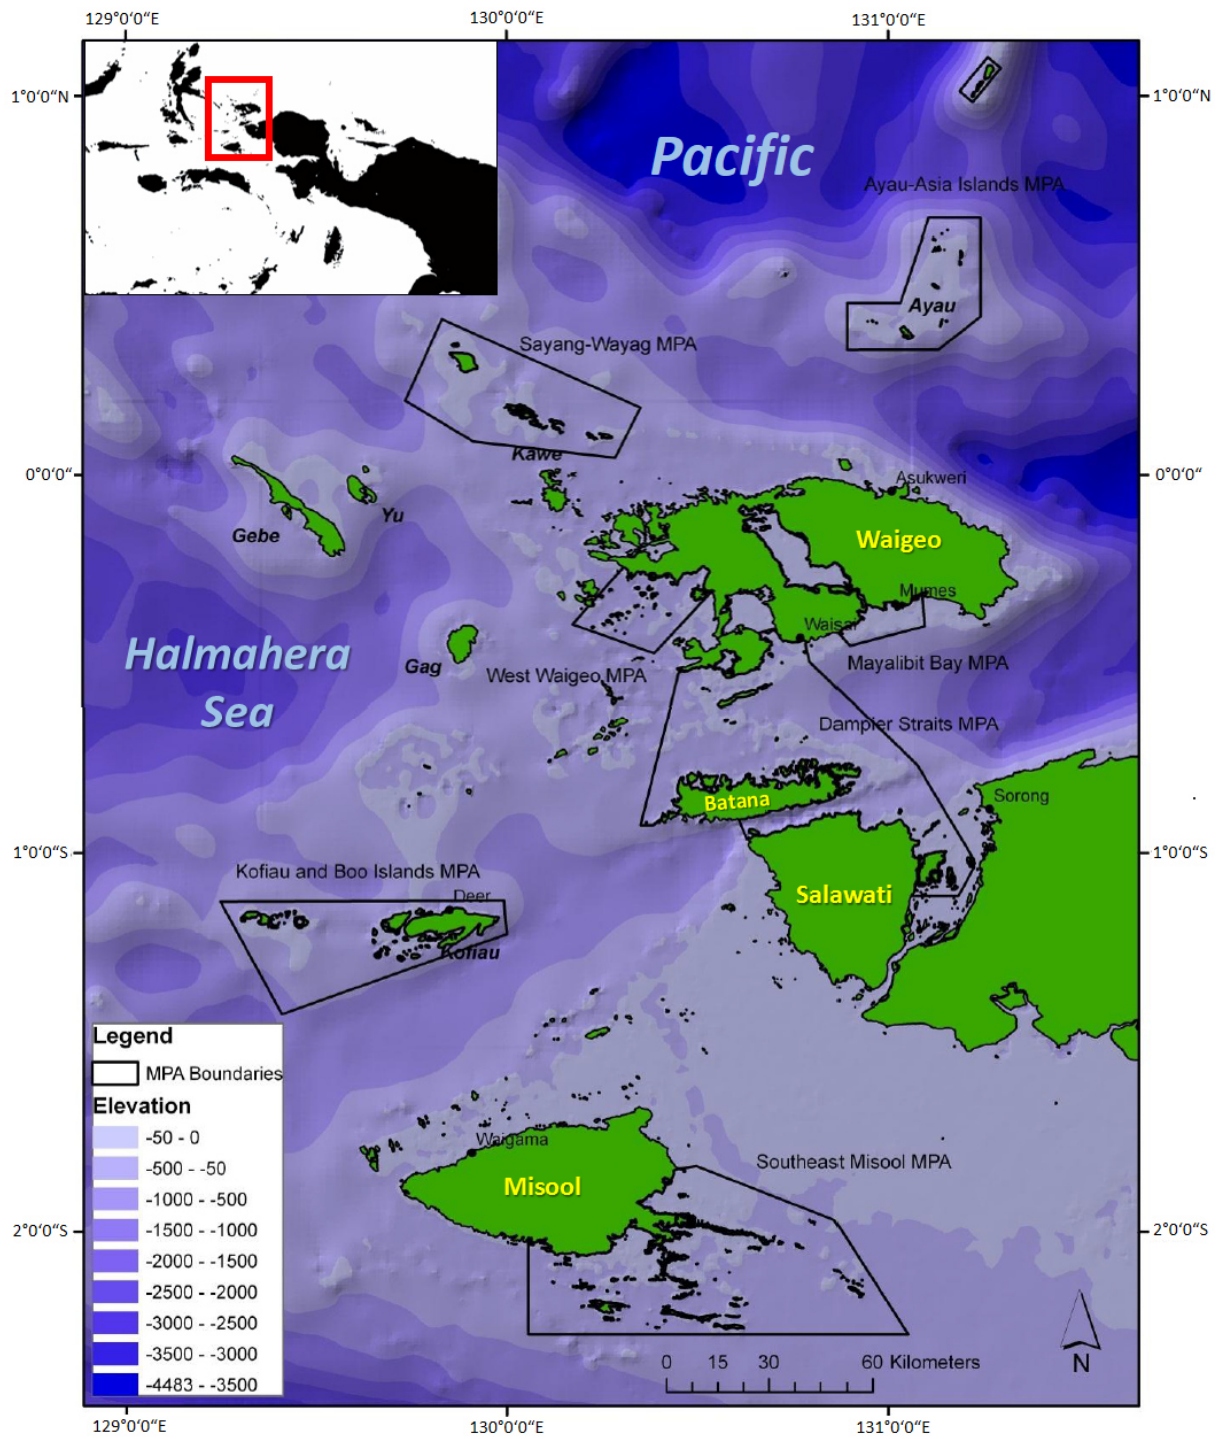 129°0‘0“E
130°0‘0“E
131°0‘0“E
1°0‘0“N
1°0‘0“N
Pacific
Ayau-Asia Islands MPA
Ayau
Sayang-Wayag MPA
Kawe
0°0‘0“
0°0‘0“
Asukweri
Yu
Gebe
Waigeo
Mumes
Waisai
Halmahera
Sea
Gag
West Waigeo MPA
Mayalibit Bay MPA
Dampier Straits MPA
Batana
Sorong
1°0‘0“S
1°0‘0“S
Kofiau and Boo Islands MPA
Deer
Salawati
Kofiau
Legend
MPA Boundaries
Elevation
-50 - 0
-500 - -50
-1000 - -500
-1500 - -1000
-2000 - -1500
-2500 - -2000
-3000 - -2500
-3500 - -3000
-4483 - -3500
Waigama
Southeast Misool MPA
Misool
2°0‘0“S
2°0‘0“S
N
0 15 30 60 Kilometers
129°0‘0“E
130°0‘0“E
131°0‘0“E